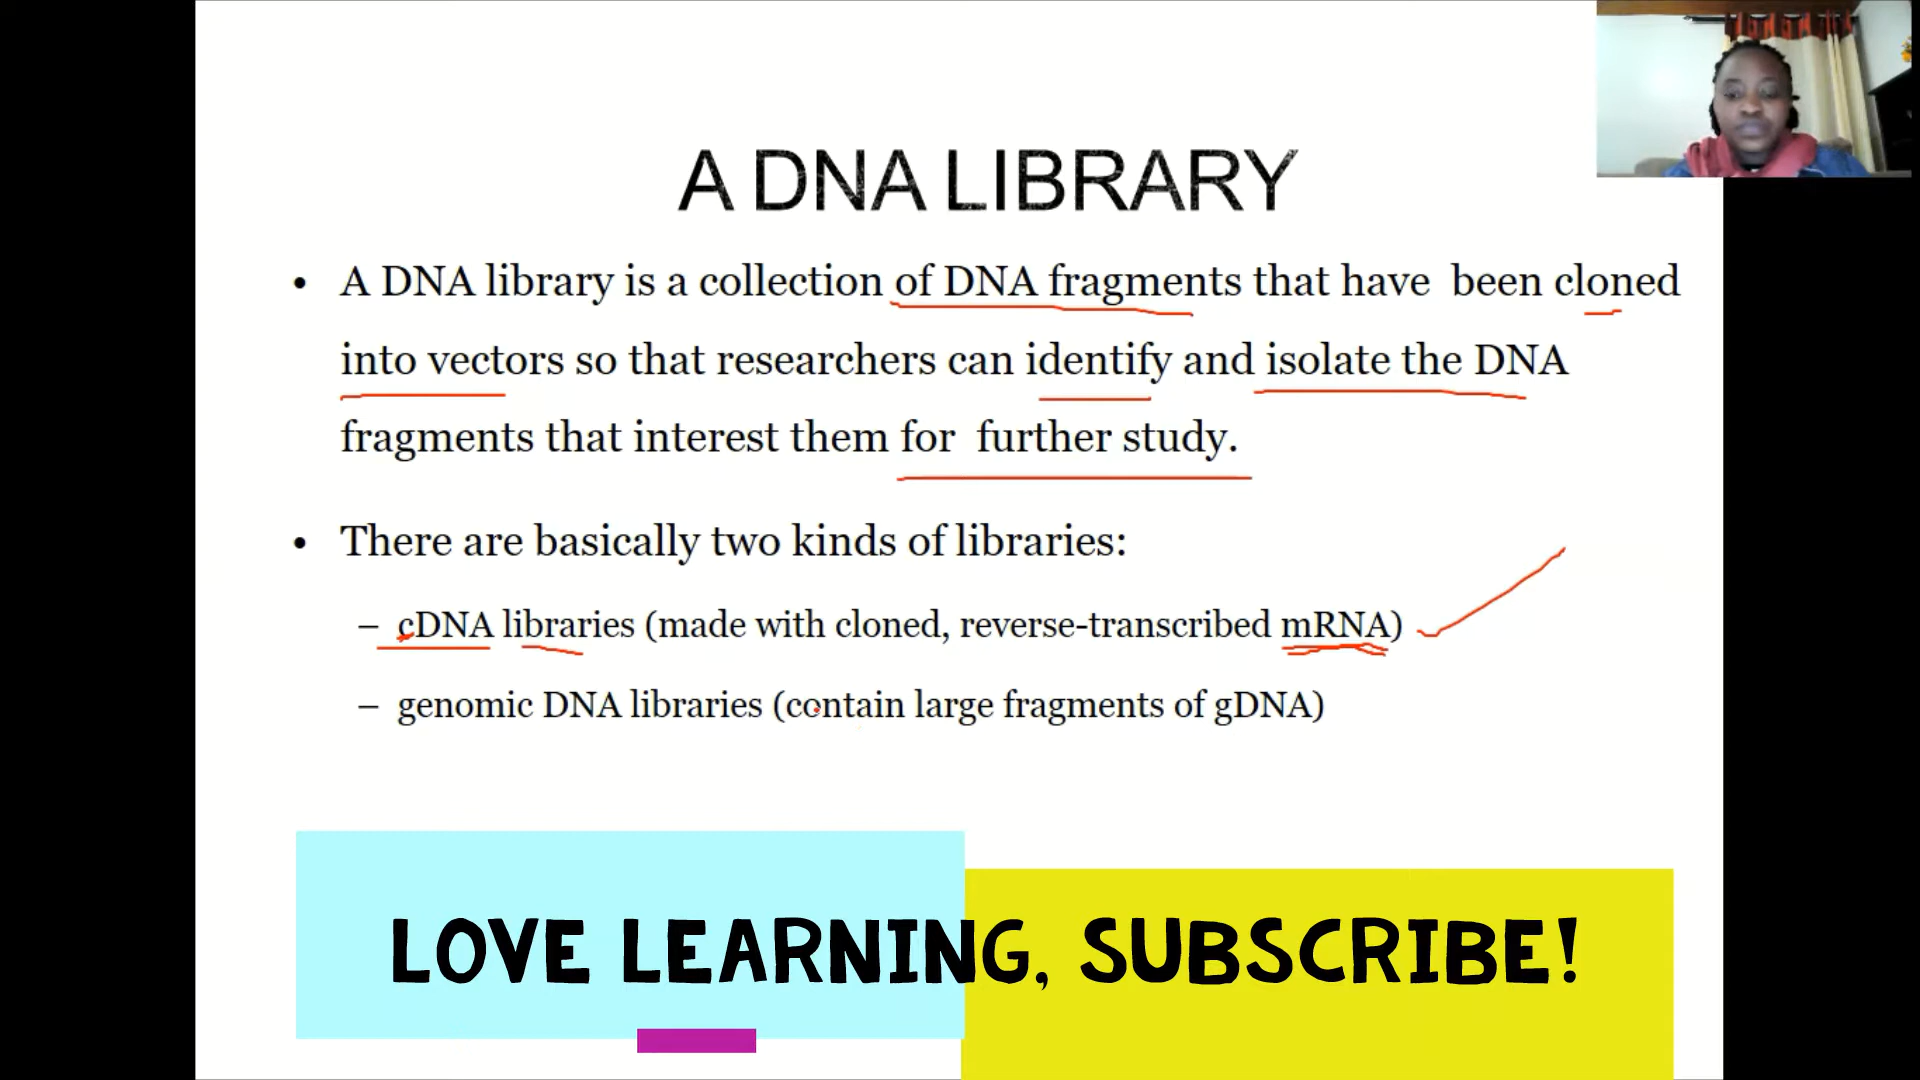 A DNA LIBRARY
• A DNA library is a collection of DNA fragments that have been cloned
into vectors so that researchers can identify and isolate the DNA
fragments that interest them for further study.
• There are basically two kinds of libraries:
– cDNA libraries (made with cloned, reverse-transcribed mRNA)
– genomic DNA libraries (contain large fragments of gDNA)
LOVE LEARNING, SUBSCRIBE!